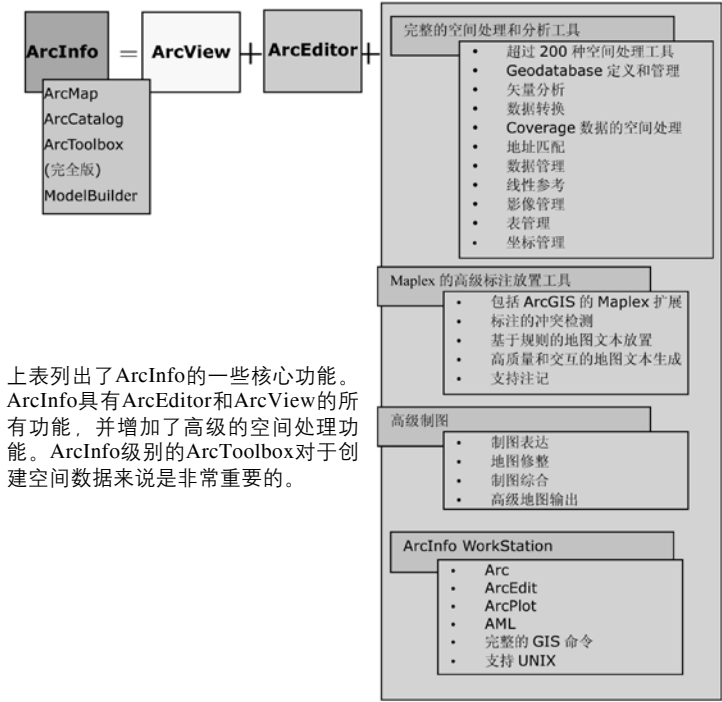 ArcInfo = ArcView + ArcEditor +
ArcMap
ArcCatalog
ArcToolbox
(完全版)
ModelBuilder
完整的空间处理和分析工具
• 超过 200 种空间处理工具
• Geodatabase 定义和管理
• 矢量分析
• 数据转换
• Coverage 数据的空间处理
• 地址匹配
• 数据管理
• 线性参考
• 影像管理
• 表管理
• 坐标管理
Maplex 的高级标注放置工具
• 包括 ArcGIS 的 Maplex 扩展
• 标注的冲突检测
• 基于规则的地图文本放置
• 高质量和交互的地图文本生成
• 支持注记
高级制图
• 制图表达
• 地图修整
• 制图综合
• 高级地图输出
ArcInfo WorkStation
• Arc
• ArcEdit
• ArcPlot
• AML
• 完整的 GIS 命令
• 支持 UNIX
上表列出了ArcInfo的一些核心功能。
ArcInfo具有ArcEditor和ArcView的所
有功能，并增加了高级的空间处理功
能。ArcInfo级别的ArcToolbox对于创
建空间数据来说是非常重要的。